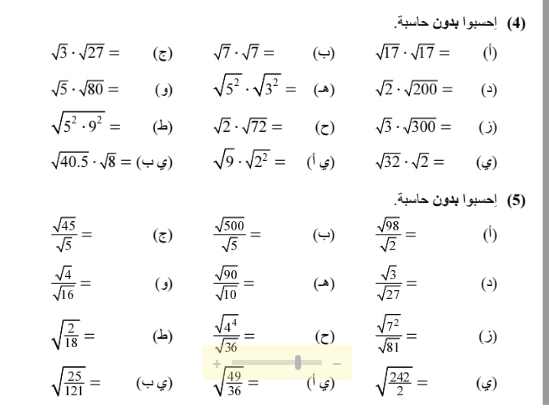 (4) إحسبوا بدون حاسبة.
(أ) √17 · √17 = (ب) √7 · √7 = (ج) √3 · √27 =
(د) √2 · √200 = (هـ) √5² · √3² = (و) √5 · √80 =
(ز) √3 · √300 = (ح) √2 · √72 = (ط) √(5² · 9²) =
(ي) √32 · √2 = (ي أ) √9 · √2² = (ي ب) √40.5 · √8 =
(5) إحسبوا بدون حاسبة.
(أ) √98/√2 = (ب) √500/√5 = (ج) √45/√5 =
(د) √3/√27 = (هـ) √90/√10 = (و) √4/√16 =
(ز) √7²/√81 = (ح) √4⁴/√36 = (ط) √(2/18) =
(ي) √(242/2) = (ي أ) √(49/36) = (ي ب) √(25/121) =